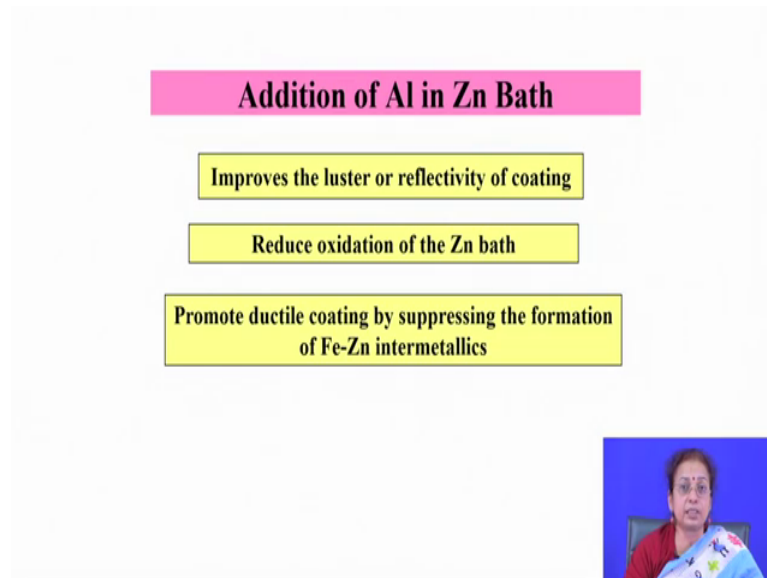 Addition of Al in Zn Bath
Improves the luster or reflectivity of coating
Reduce oxidation of the Zn bath
Promote ductile coating by suppressing the formation
of Fe-Zn intermetallics